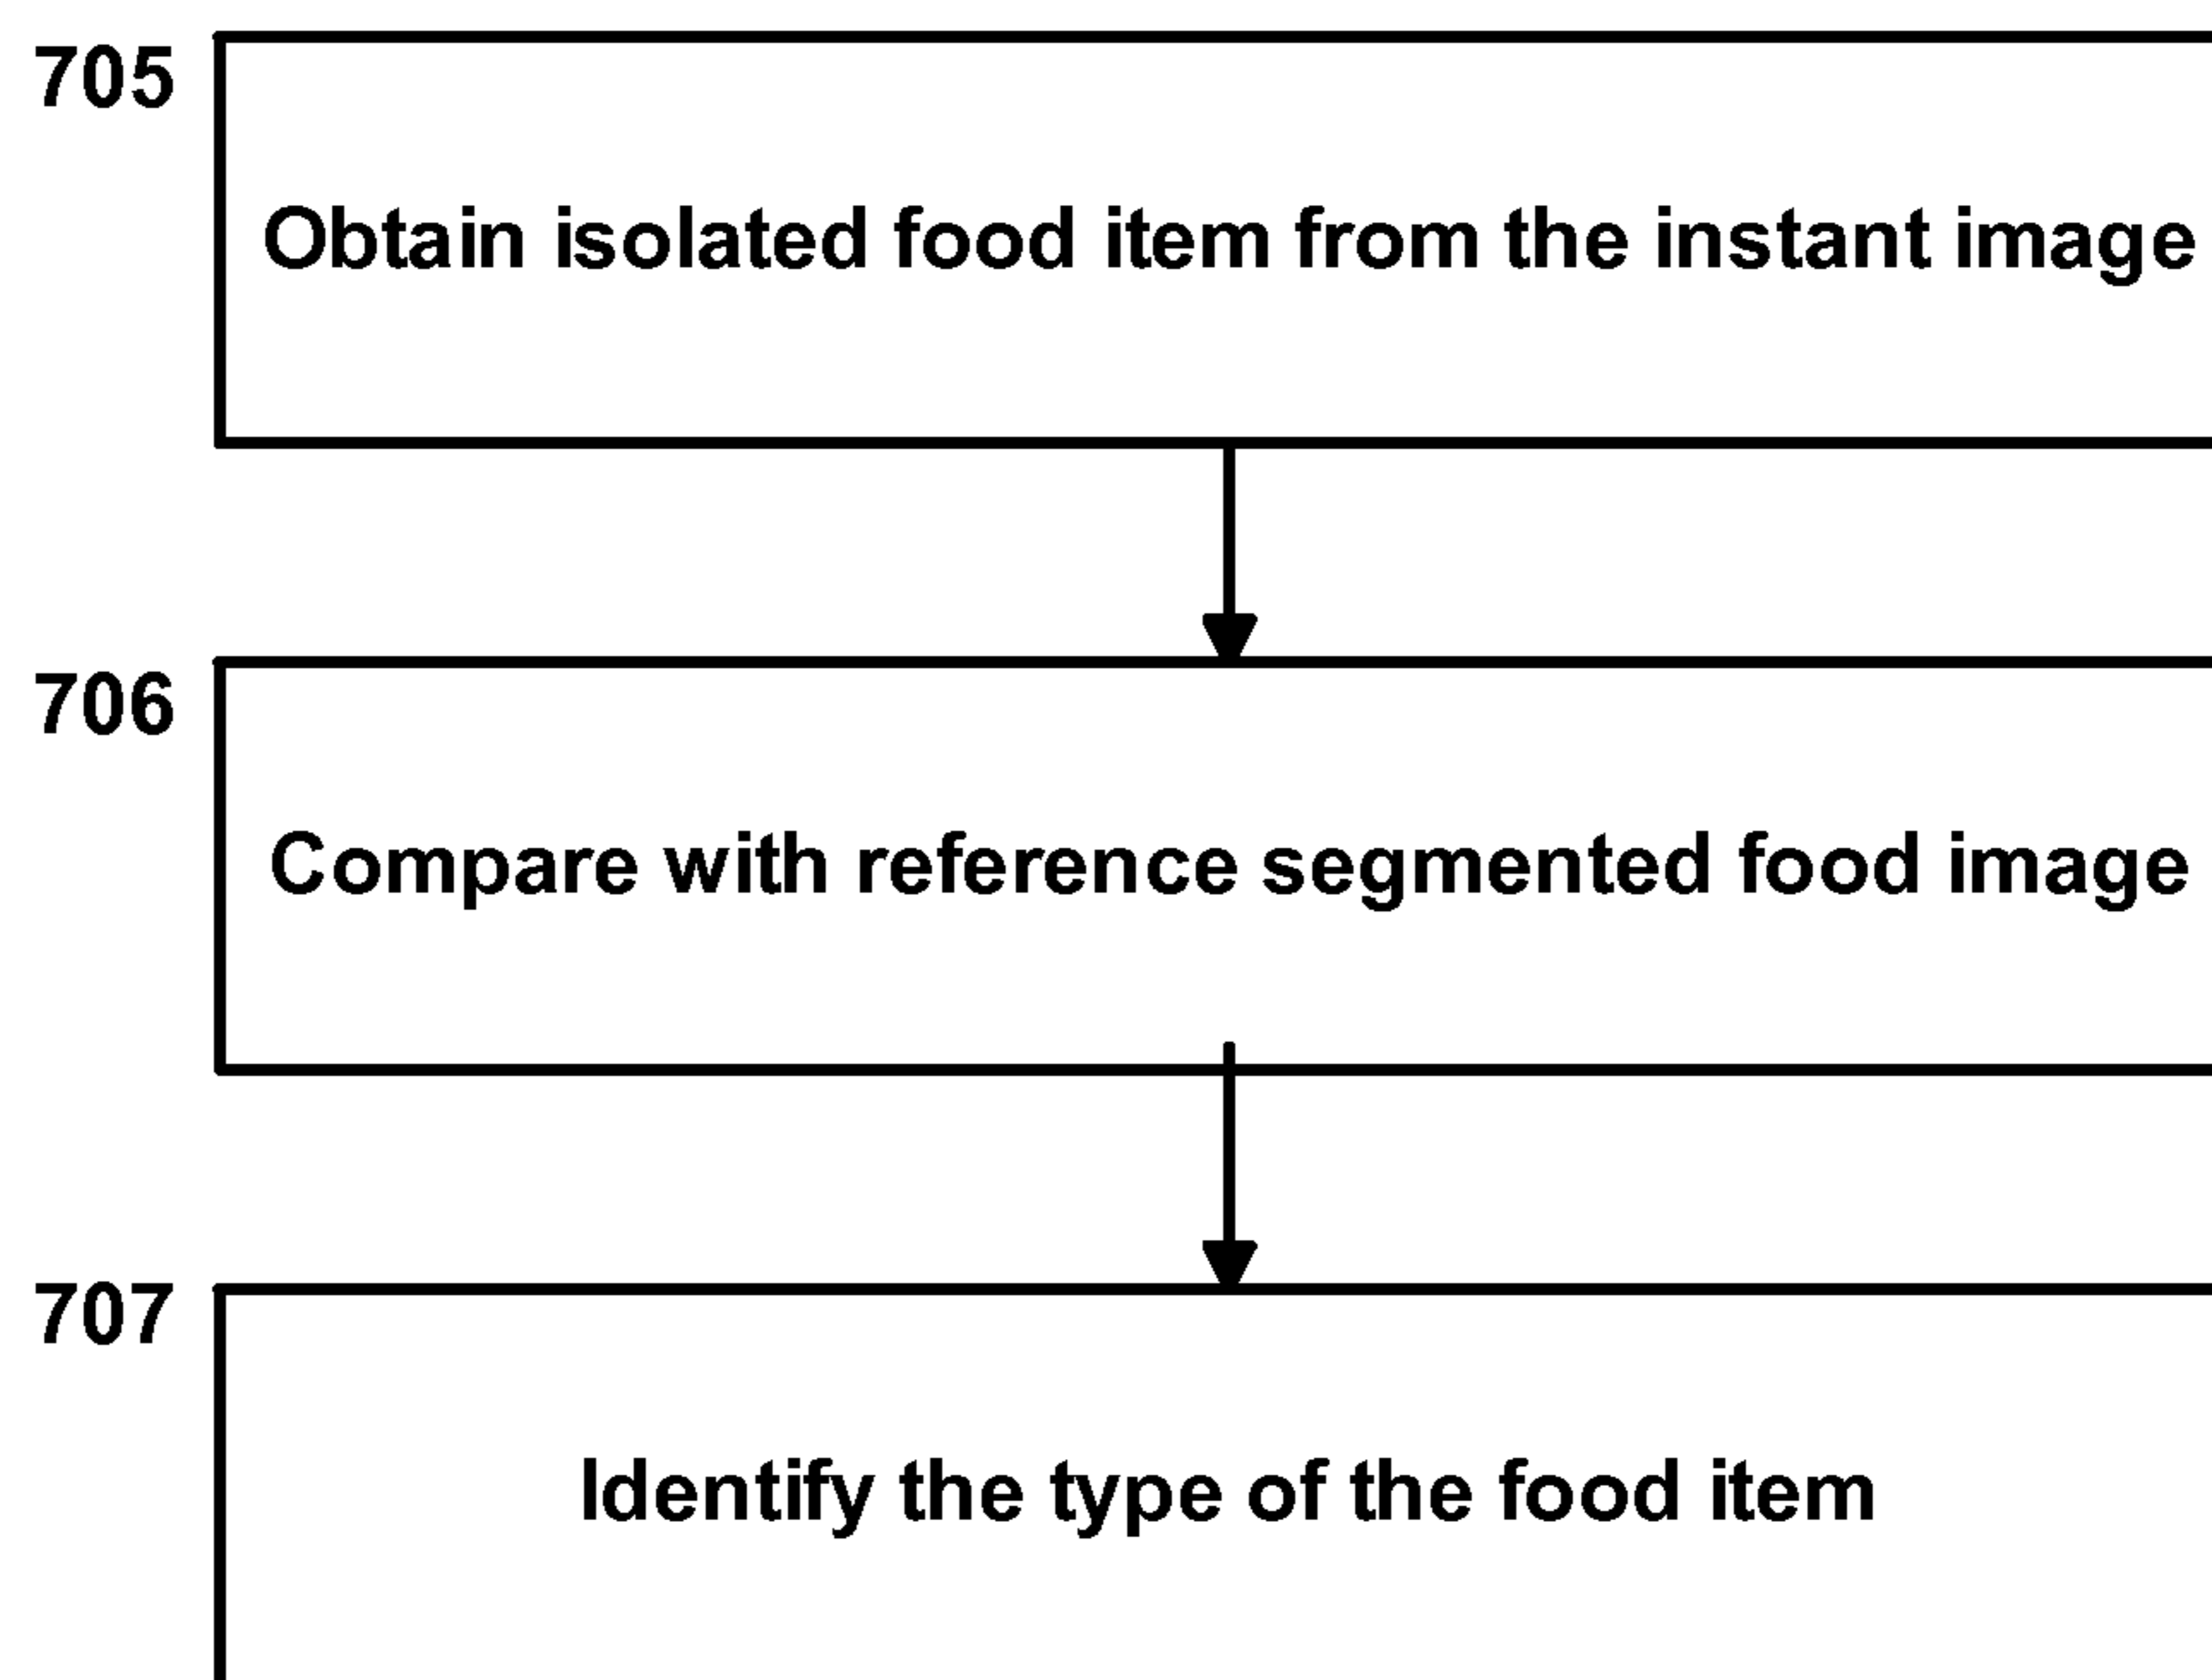 705
Obtain isolated food item from the instant image
706
Compare with reference segmented food image
707
Identify the type of the food item